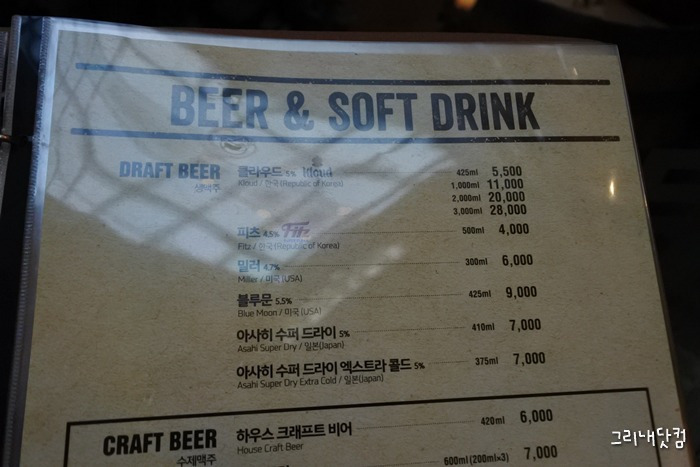 BEER & SOFT DRINK
DRAFT BEER
생맥주
클라우드 5% Kloud 425ml 5,500
Kloud / 한국 (Republic of Korea) 1,000ml 11,000
2,000ml 20,000
3,000ml 28,000
피츠 4.5% Fitz 500ml 4,000
Fitz / 한국 (Republic of Korea)
밀러 4.7% 300ml 6,000
Miller / 미국 (USA)
블루문 5.5% 425ml 9,000
Blue Moon / 미국 (USA)
아사히 수퍼 드라이 5% 410ml 7,000
Asahi Super Dry / 일본(Japan)
아사히 수퍼 드라이 엑스트라 콜드 5% 375ml 7,000
Asahi Super Dry Extra Cold / 일본(Japan)
CRAFT BEER
수제맥주
하우스 크래프트 비어 420ml 6,000
House Craft Beer
600ml (200ml×3) 7,000
그리내닷컴